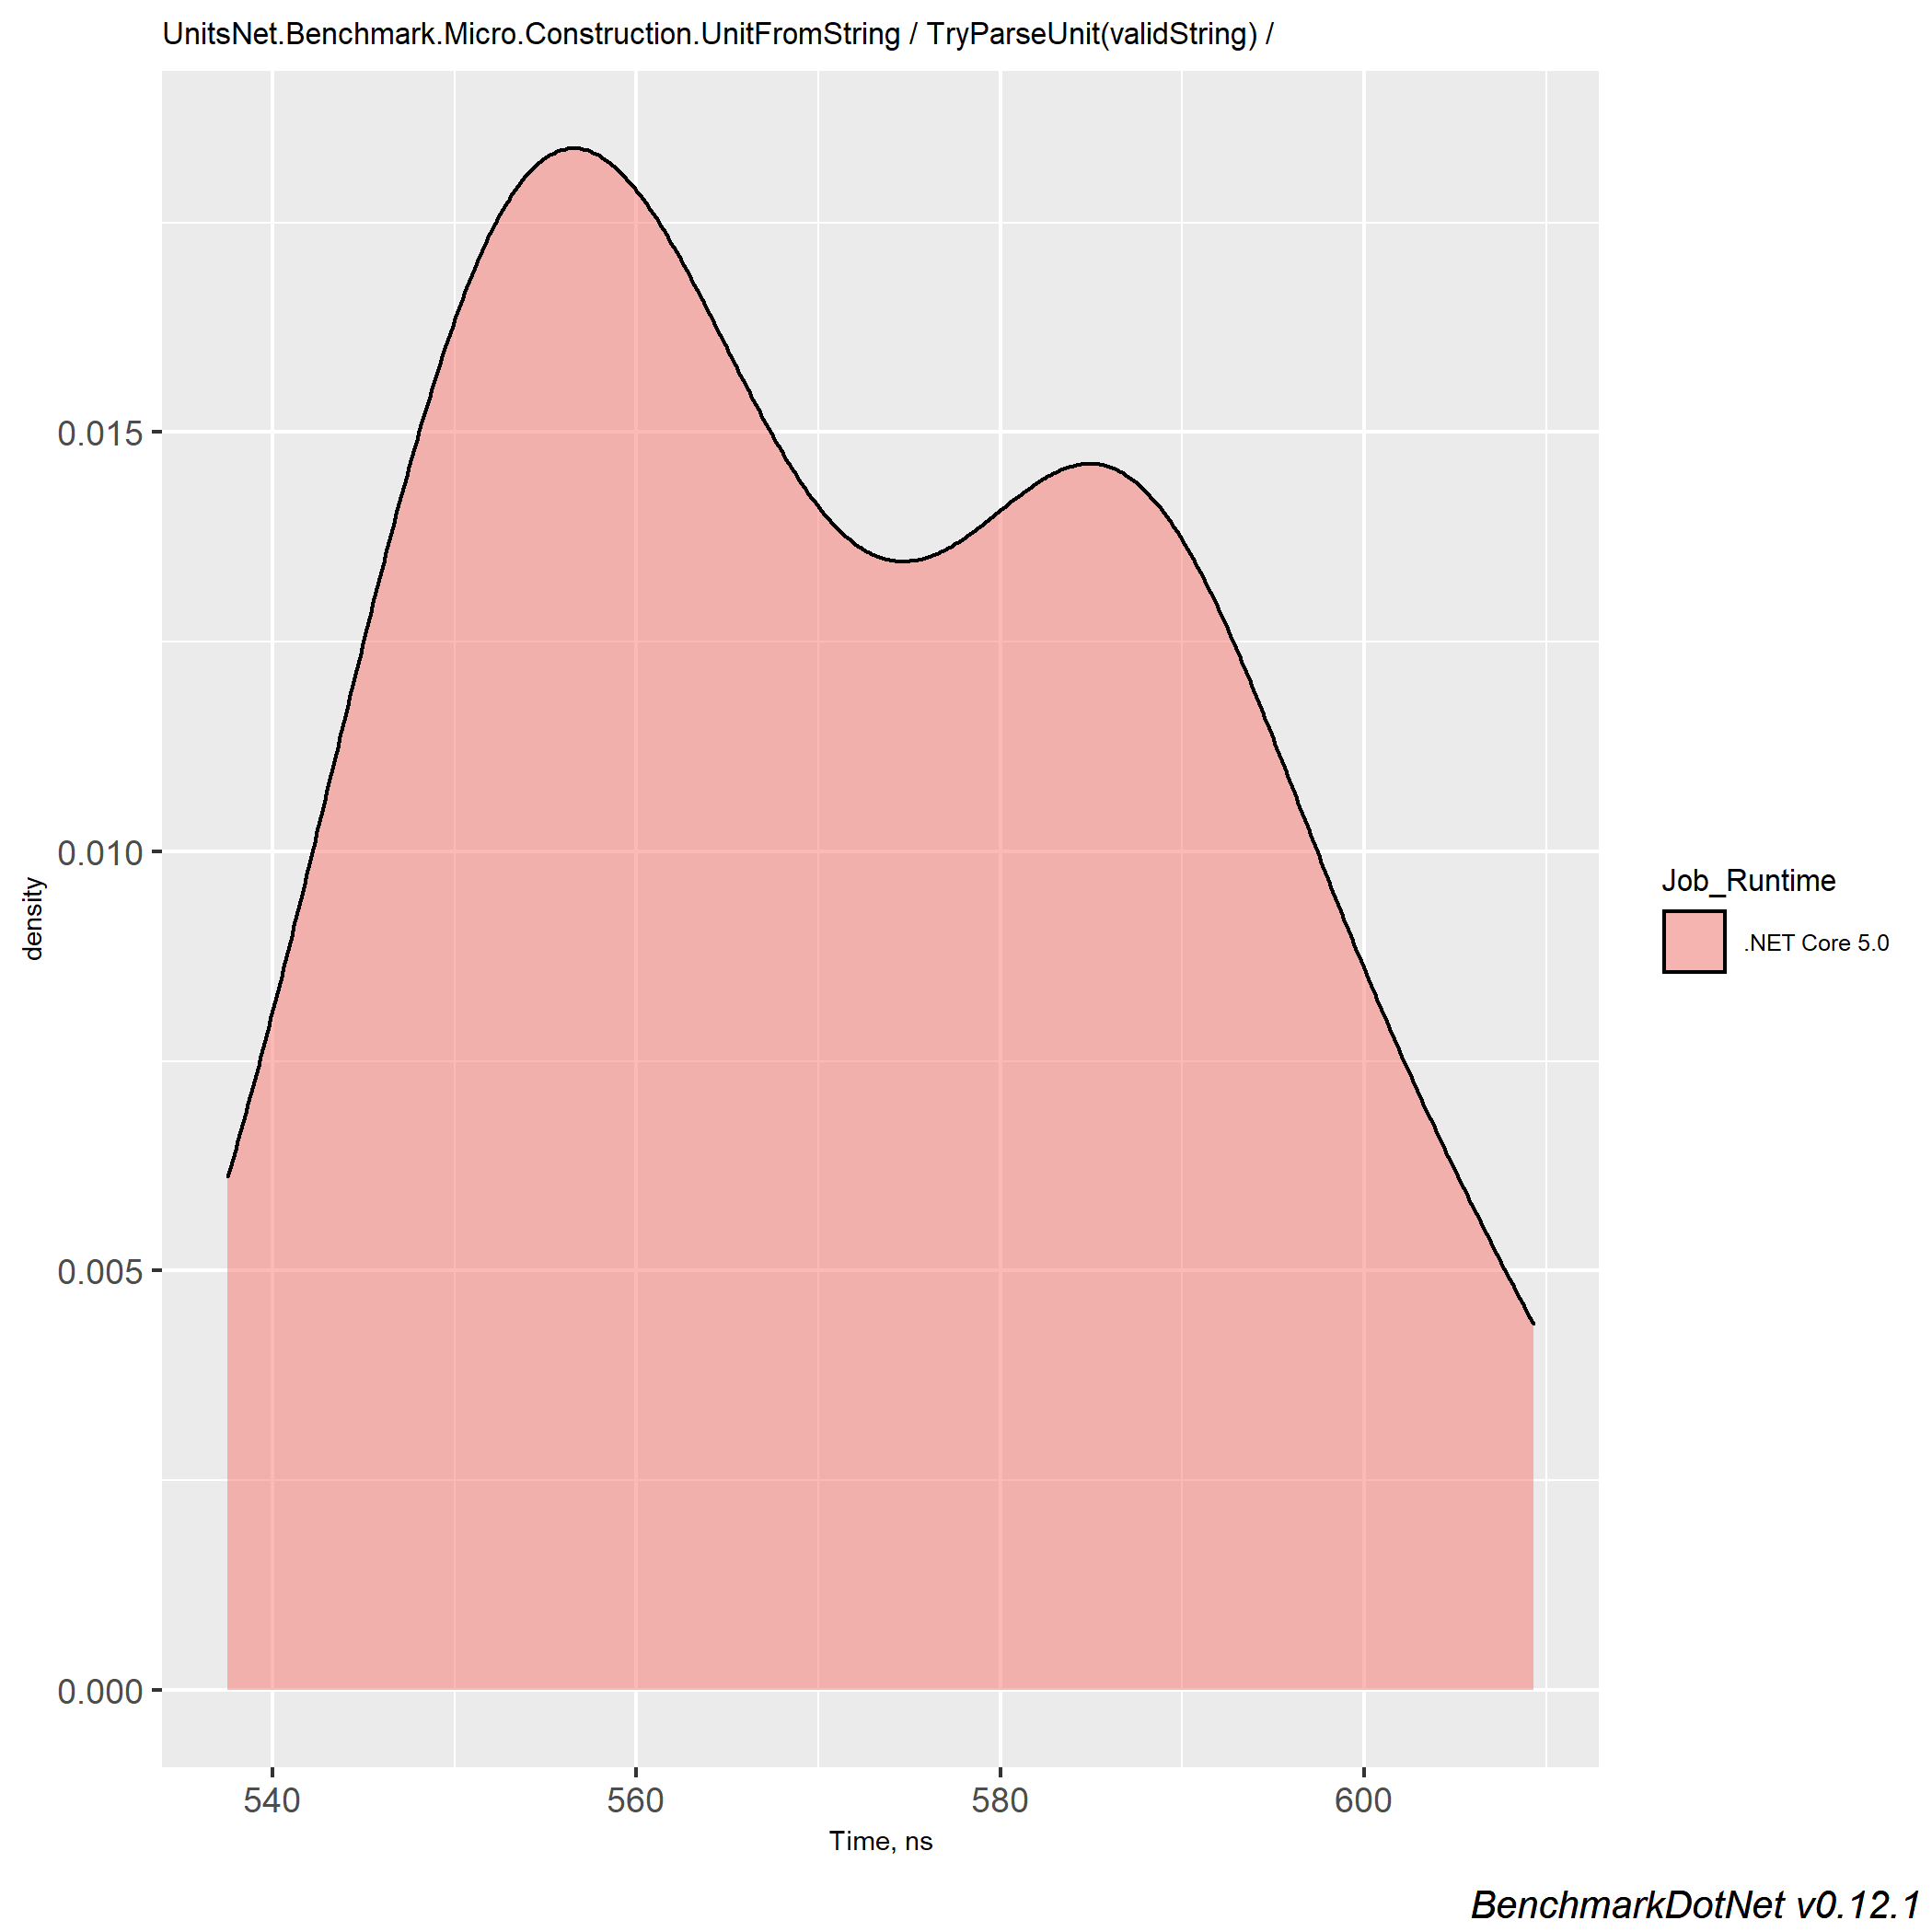 UnitsNet.Benchmark.Micro.Construction.UnitFromString / TryParseUnit(validString) /
0.015
0.010
0.005
0.000
density
540 560 580 600
Time, ns
Job_Runtime
.NET Core 5.0
BenchmarkDotNet v0.12.1